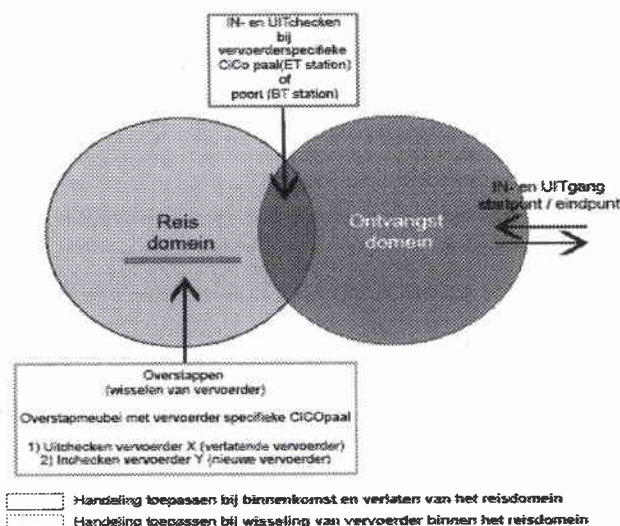 IN- en UITchecken
bij
vervoerderspecifieke
CiCo paal(ET station)
of
poort (BT station)
Reis
domein
Ontvangst
domein
IN- en UITgang
startpunt / eindpunt
Overstappen
(wisselen van vervoerder)
Overstapmeubel met vervoerder specifieke CICOpaal
1) Uitchecken vervoerder X (verlatende vervoerder)
2) Inchecken vervoerder Y (nieuwe vervoerder)
Handeling toepassen bij binnenkomst en verlaten van het reisdomein
Handeling toepassen bij wisseling van vervoerder binnen het reisdomein